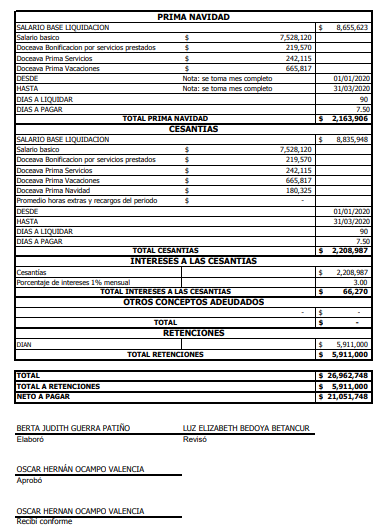 PRIMA NAVIDAD
SALARIO BASE LIQUIDACION $ 8,655,623
Salario basico $ 7,528,120
Doceava Bonificacion por servicios prestados $ 219,570
Doceava Prima Servicios $ 242,115
Doceava Prima Vacaciones $ 665,817
DESDE Nota: se toma mes completo 01/01/2020
HASTA Nota: se toma mes completo 31/03/2020
DIAS A LIQUIDAR 90
DIAS A PAGAR 7.50
TOTAL PRIMA NAVIDAD $ 2,163,906
CESANTIAS
SALARIO BASE LIQUIDACION $ 8,835,948
Salario basico $ 7,528,120
Doceava Bonificacion por servicios prestados $ 219,570
Doceava Prima Servicios $ 242,115
Doceava Prima Vacaciones $ 665,817
Doceava Prima Navidad $ 180,325
Promedio horas extras y recargos del periodo $ -
DESDE 01/01/2020
HASTA 31/03/2020
DIAS A LIQUIDAR 90
DIAS A PAGAR 7.50
TOTAL CESANTIAS $ 2,208,987
INTERESES A LAS CESANTIAS
Cesantías $ 2,208,987
Porcentaje de intereses 1% mensual 3.00
TOTAL INTERESES A LAS CESANTIAS $ 66,270
OTROS CONCEPTOS ADEUDADOS
- $ -
TOTAL $ -
RETENCIONES
DIAN $ 5,911,000
TOTAL RETENCIONES $ 5,911,000
TOTAL $ 26,962,748
TOTAL A RETENCIONES $ 5,911,000
NETO A PAGAR $ 21,051,748
BERTA JUDITH GUERRA PATIÑO LUZ ELIZABETH BEDOYA BETANCUR
Elaboró Revisó
OSCAR HERNÁN OCAMPO VALENCIA
Aprobó
OSCAR HERNAN OCAMPO VALENCIA
Recibi conforme